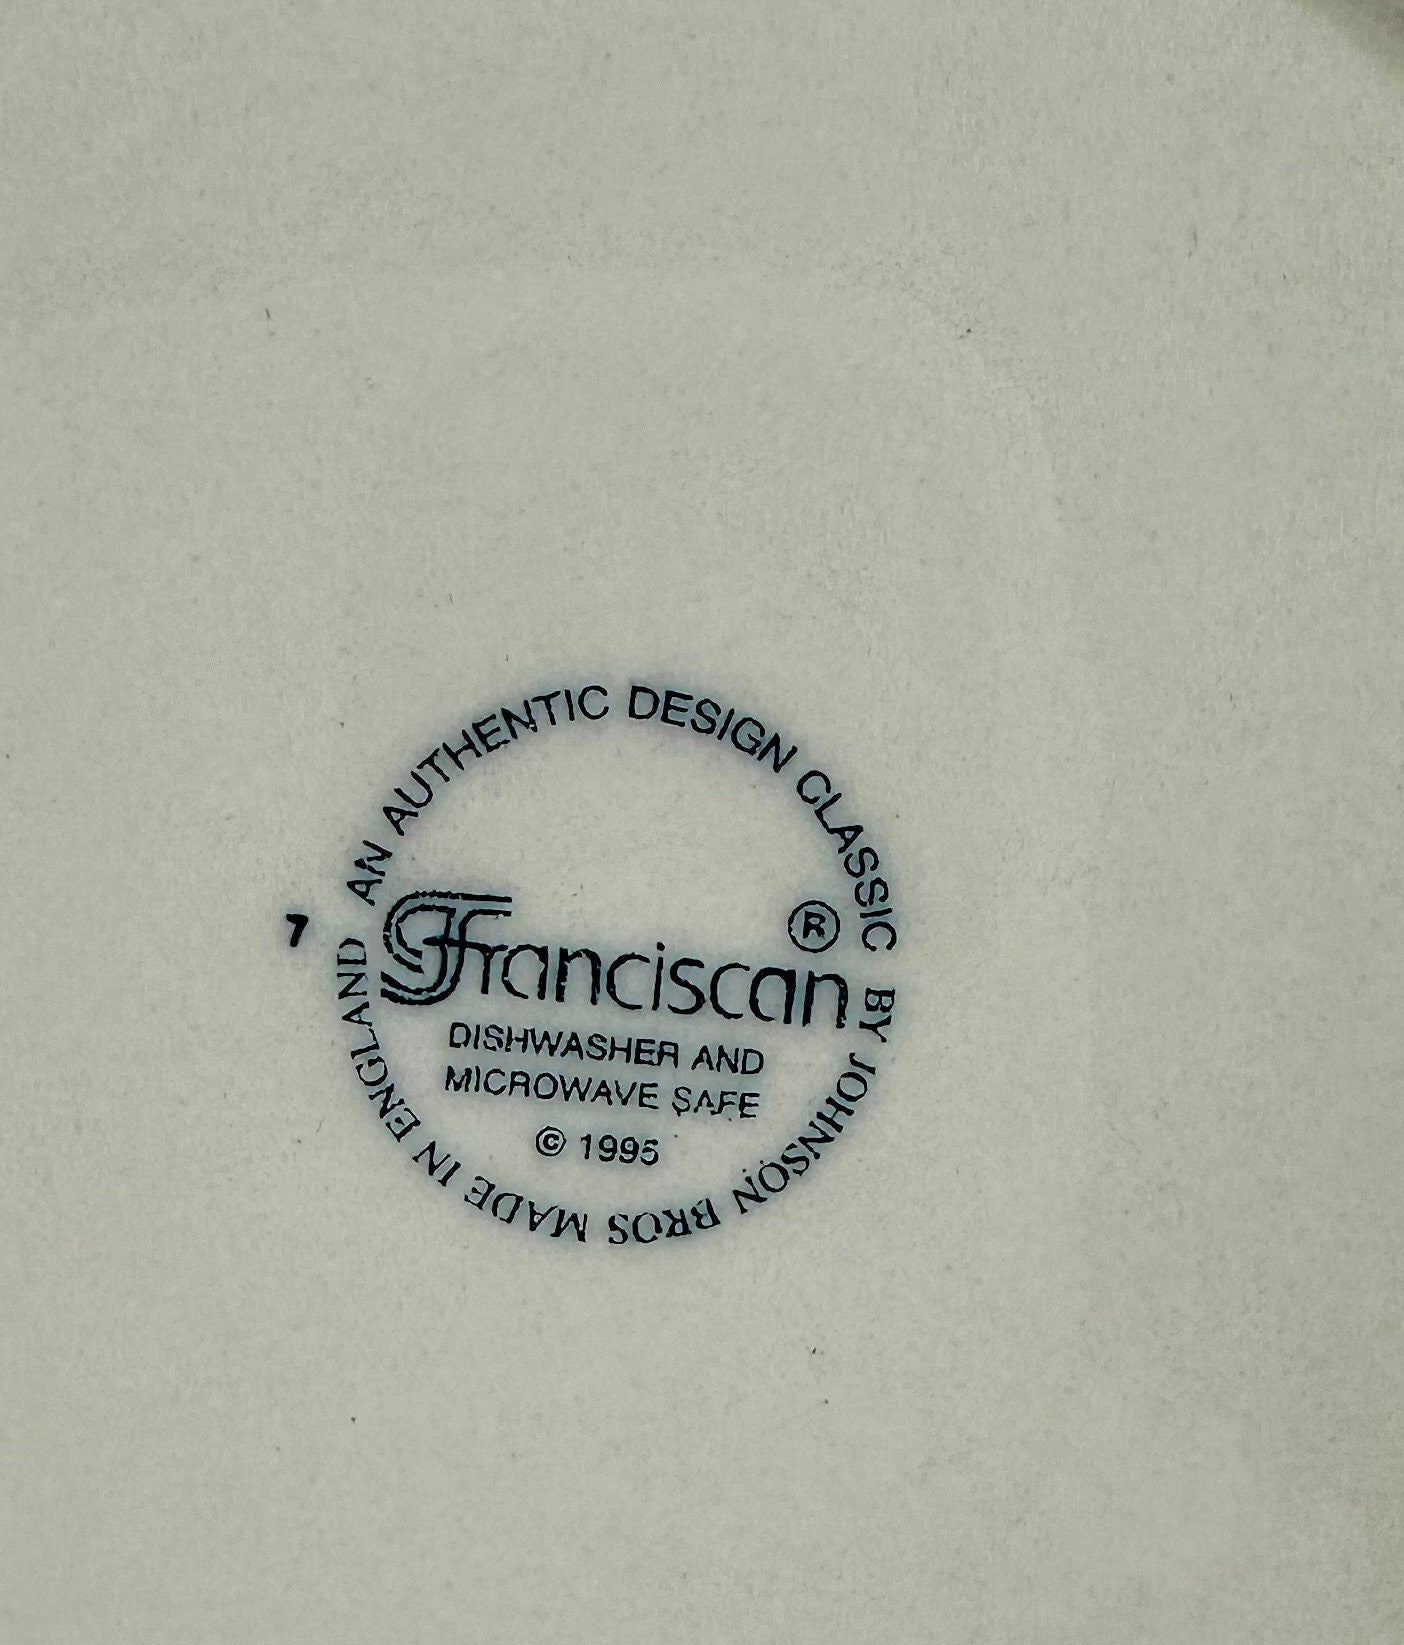 AN AUTHENTIC DESIGN CLASSIC BY JOHNSON BROS MADE IN ENGLAND
7
Franciscan ®
DISHWASHER AND
MICROWAVE SAFE
© 1995